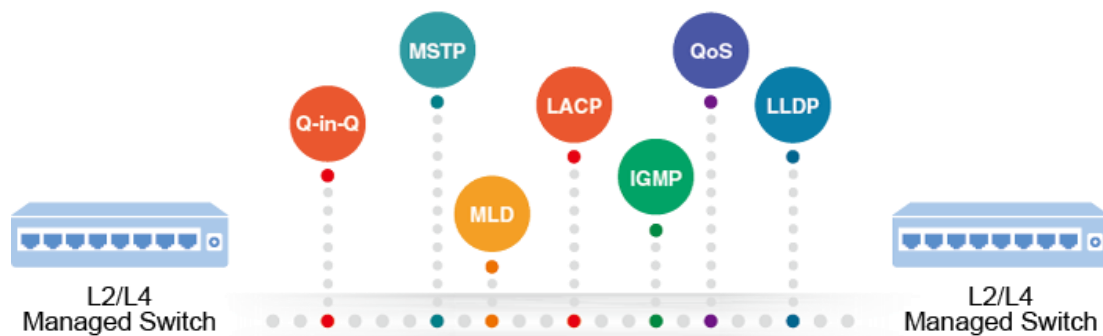 MSTP
QoS
Q-in-Q
LACP
LLDP
MLD
IGMP
L2/L4
Managed Switch
L2/L4
Managed Switch